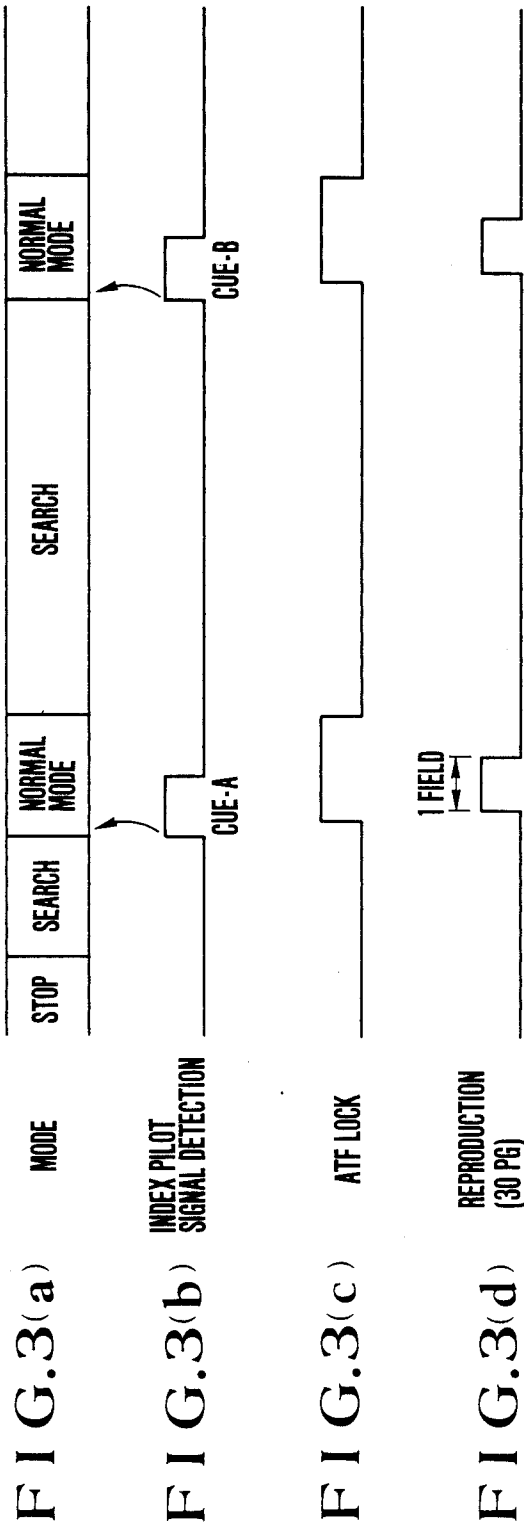 FIG.3(a)
MODE
STOP
SEARCH
NORMAL
MODE
SEARCH
NORMAL
MODE
FIG.3(b)
INDEX PILOT
SIGNAL DETECTION
CUE-A
CUE-B
FIG.3(c)
ATF LOCK
FIG.3(d)
REPRODUCTION
(30 PG)
1 FIELD